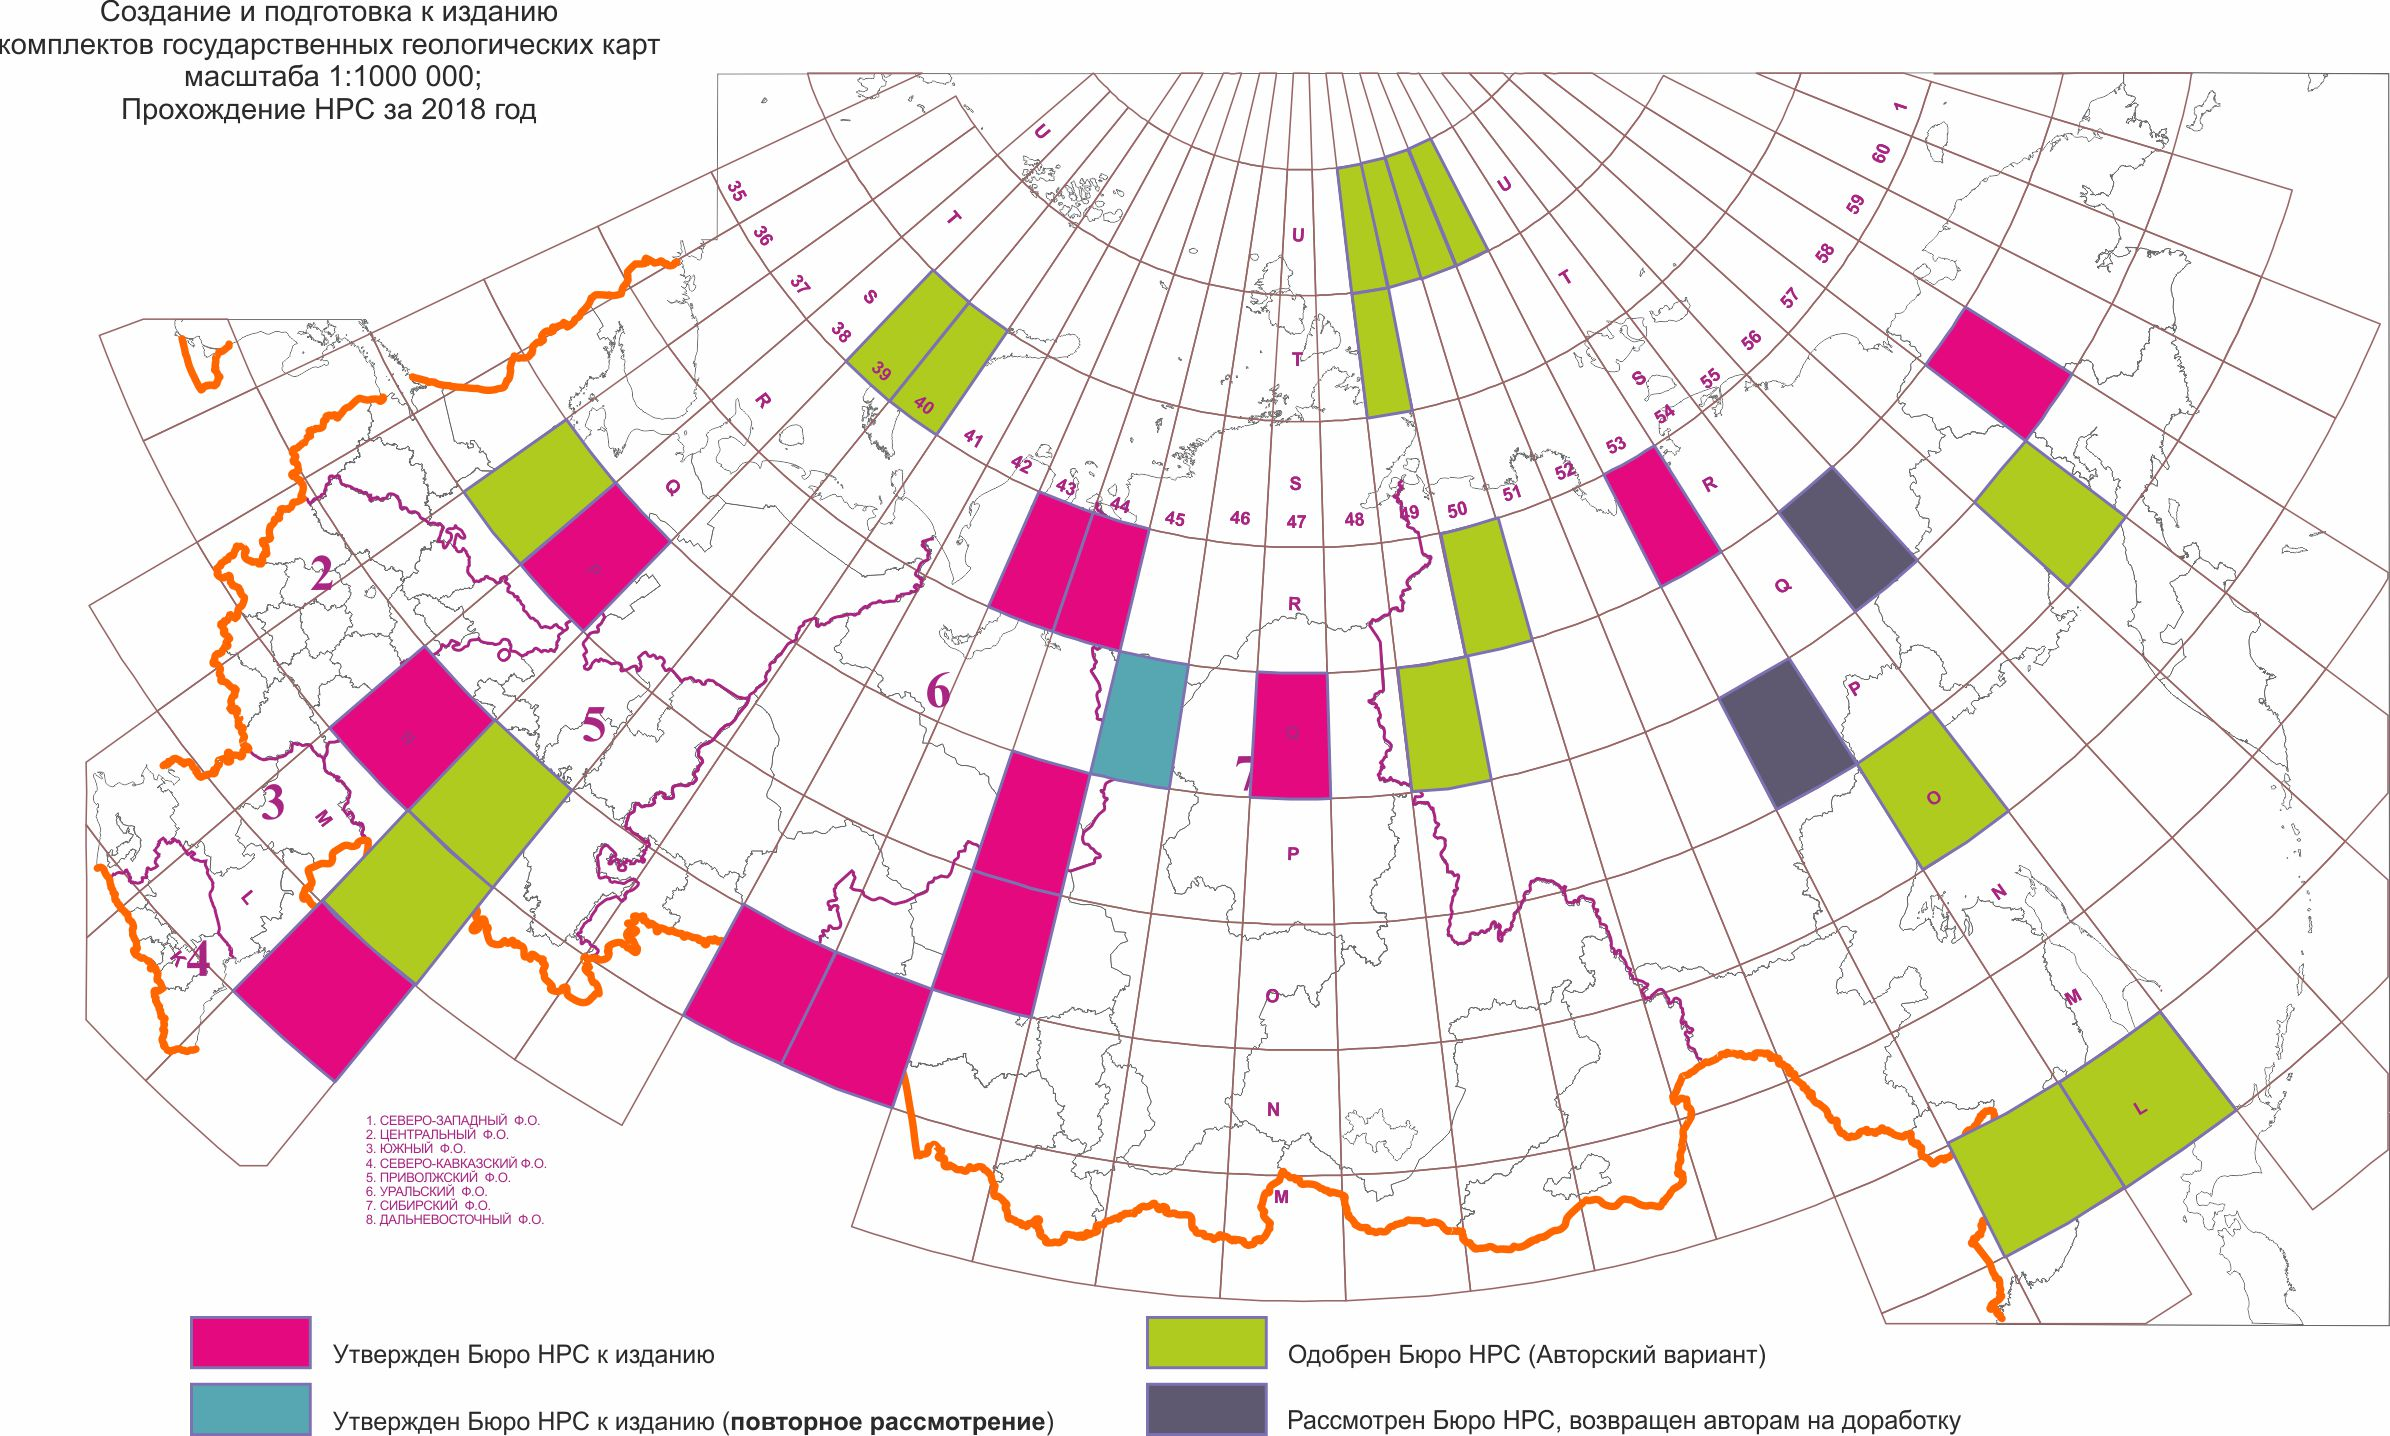 Создание и подготовка к изданию
комплектов государственных геологических карт
масштаба 1:1000 000;
Прохождение НРС за 2018 год
U
U
U
T
T
T
S
S
S
R
R
R
Q
Q
Q
P
P
P
O
O
O
N
N
N
M
M
M
L
L
K
35
36
37
38
39
40
41
42
43
44
45
46
47
48
49
50
51
52
53
54
55
56
57
58
59
60
1
2
3
4
5
6
7
1. СЕВЕРО-ЗАПАДНЫЙ Ф.О.
2. ЦЕНТРАЛЬНЫЙ Ф.О.
3. ЮЖНЫЙ Ф.О.
4. СЕВЕРО-КАВКАЗСКИЙ Ф.О.
5. ПРИВОЛЖСКИЙ Ф.О.
6. УРАЛЬСКИЙ Ф.О.
7. СИБИРСКИЙ Ф.О.
8. ДАЛЬНЕВОСТОЧНЫЙ Ф.О.
Утвержден Бюро НРС к изданию
Утвержден Бюро НРС к изданию (повторное рассмотрение)
Одобрен Бюро НРС (Авторский вариант)
Рассмотрен Бюро НРС, возвращен авторам на доработку